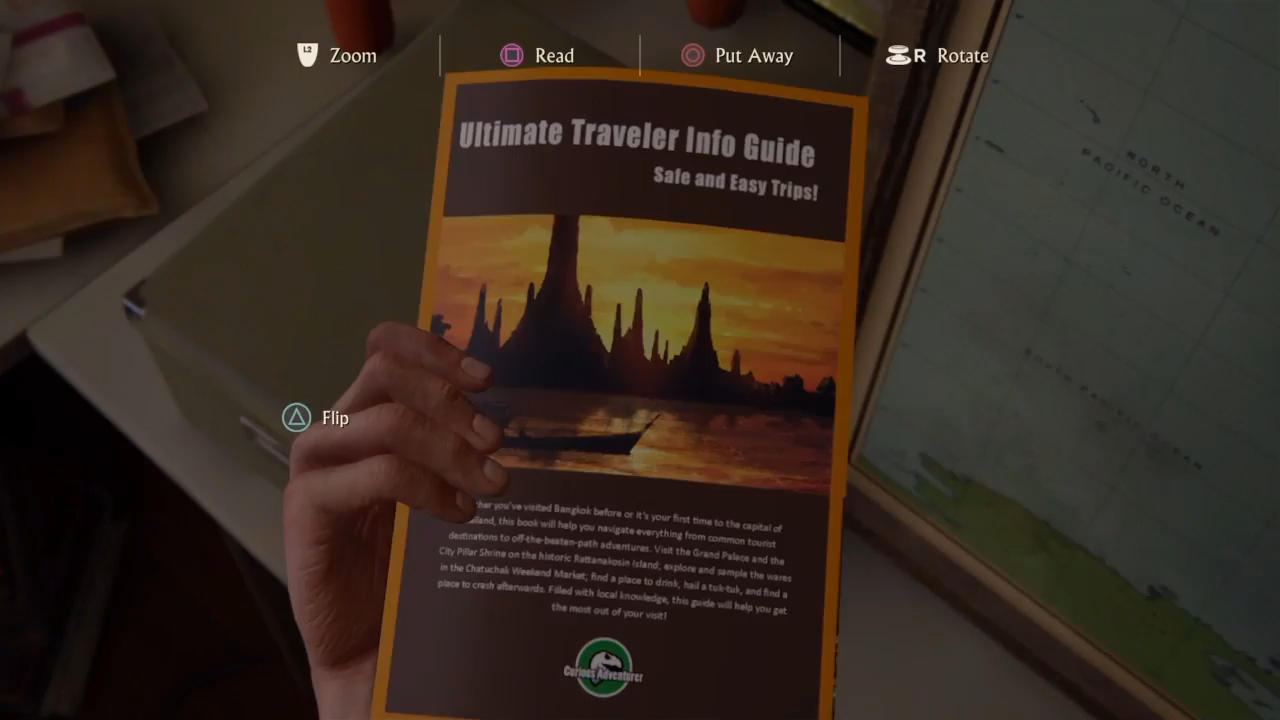 L2 Zoom
Read
Put Away
R Rotate
Ultimate Traveler Info Guide
Safe and Easy Trips!
NORTH
PACIFIC OCEAN
Flip
you've visited Bangkok before or it's your first time to the capital of
this book will help you navigate everything from common tourist
destinations to off-the-beaten-path adventures. Visit the Grand Palace and the
City Pillar Shrine on the historic Rattanakosin Island; explore and sample the wares
in the Chatuchak Weekend Market; find a place to drink, hail a tuk-tuk, and find a
place to crash afterwards. Filled with local knowledge, this guide will help you get
the most out of your visit!
Curious Adventurer